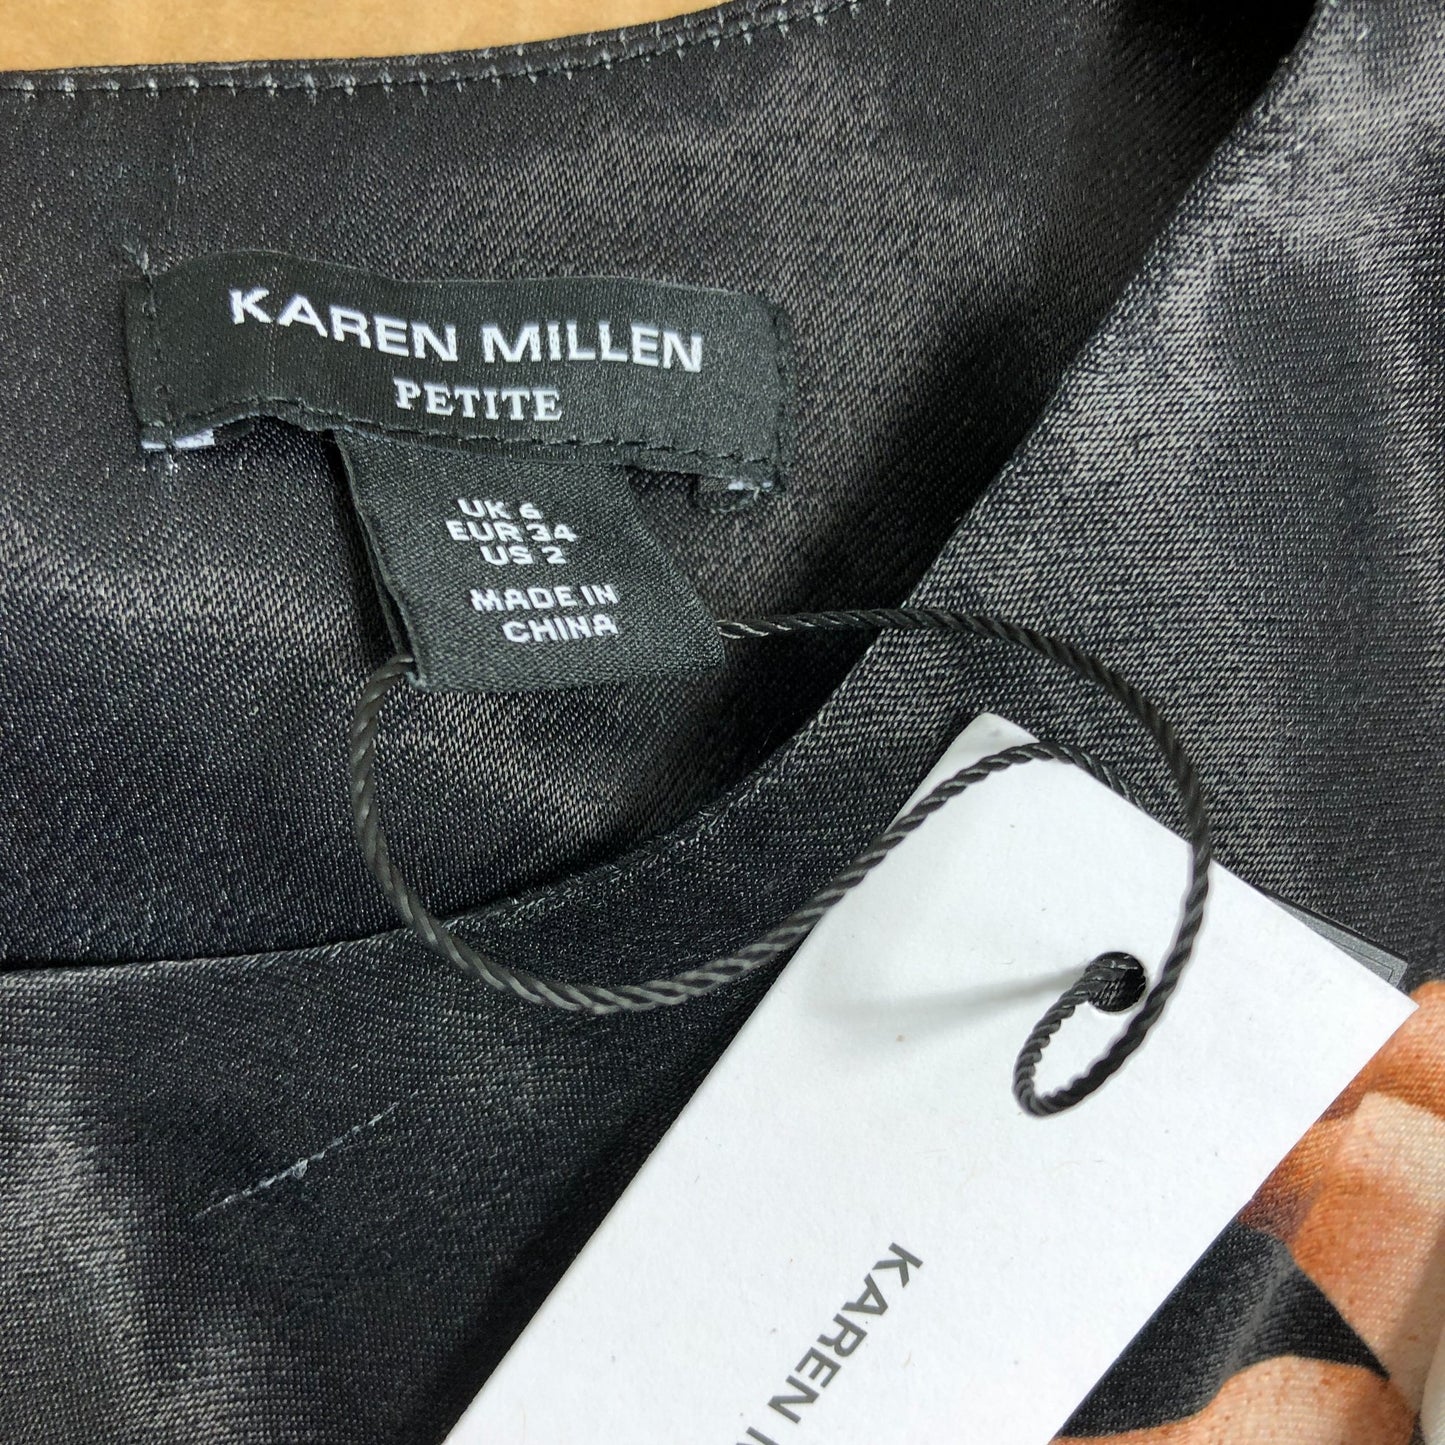 KAREN MILLEN
PETITE
UK 6
EUR 34
US 2
MADE IN
CHINA
KAREN